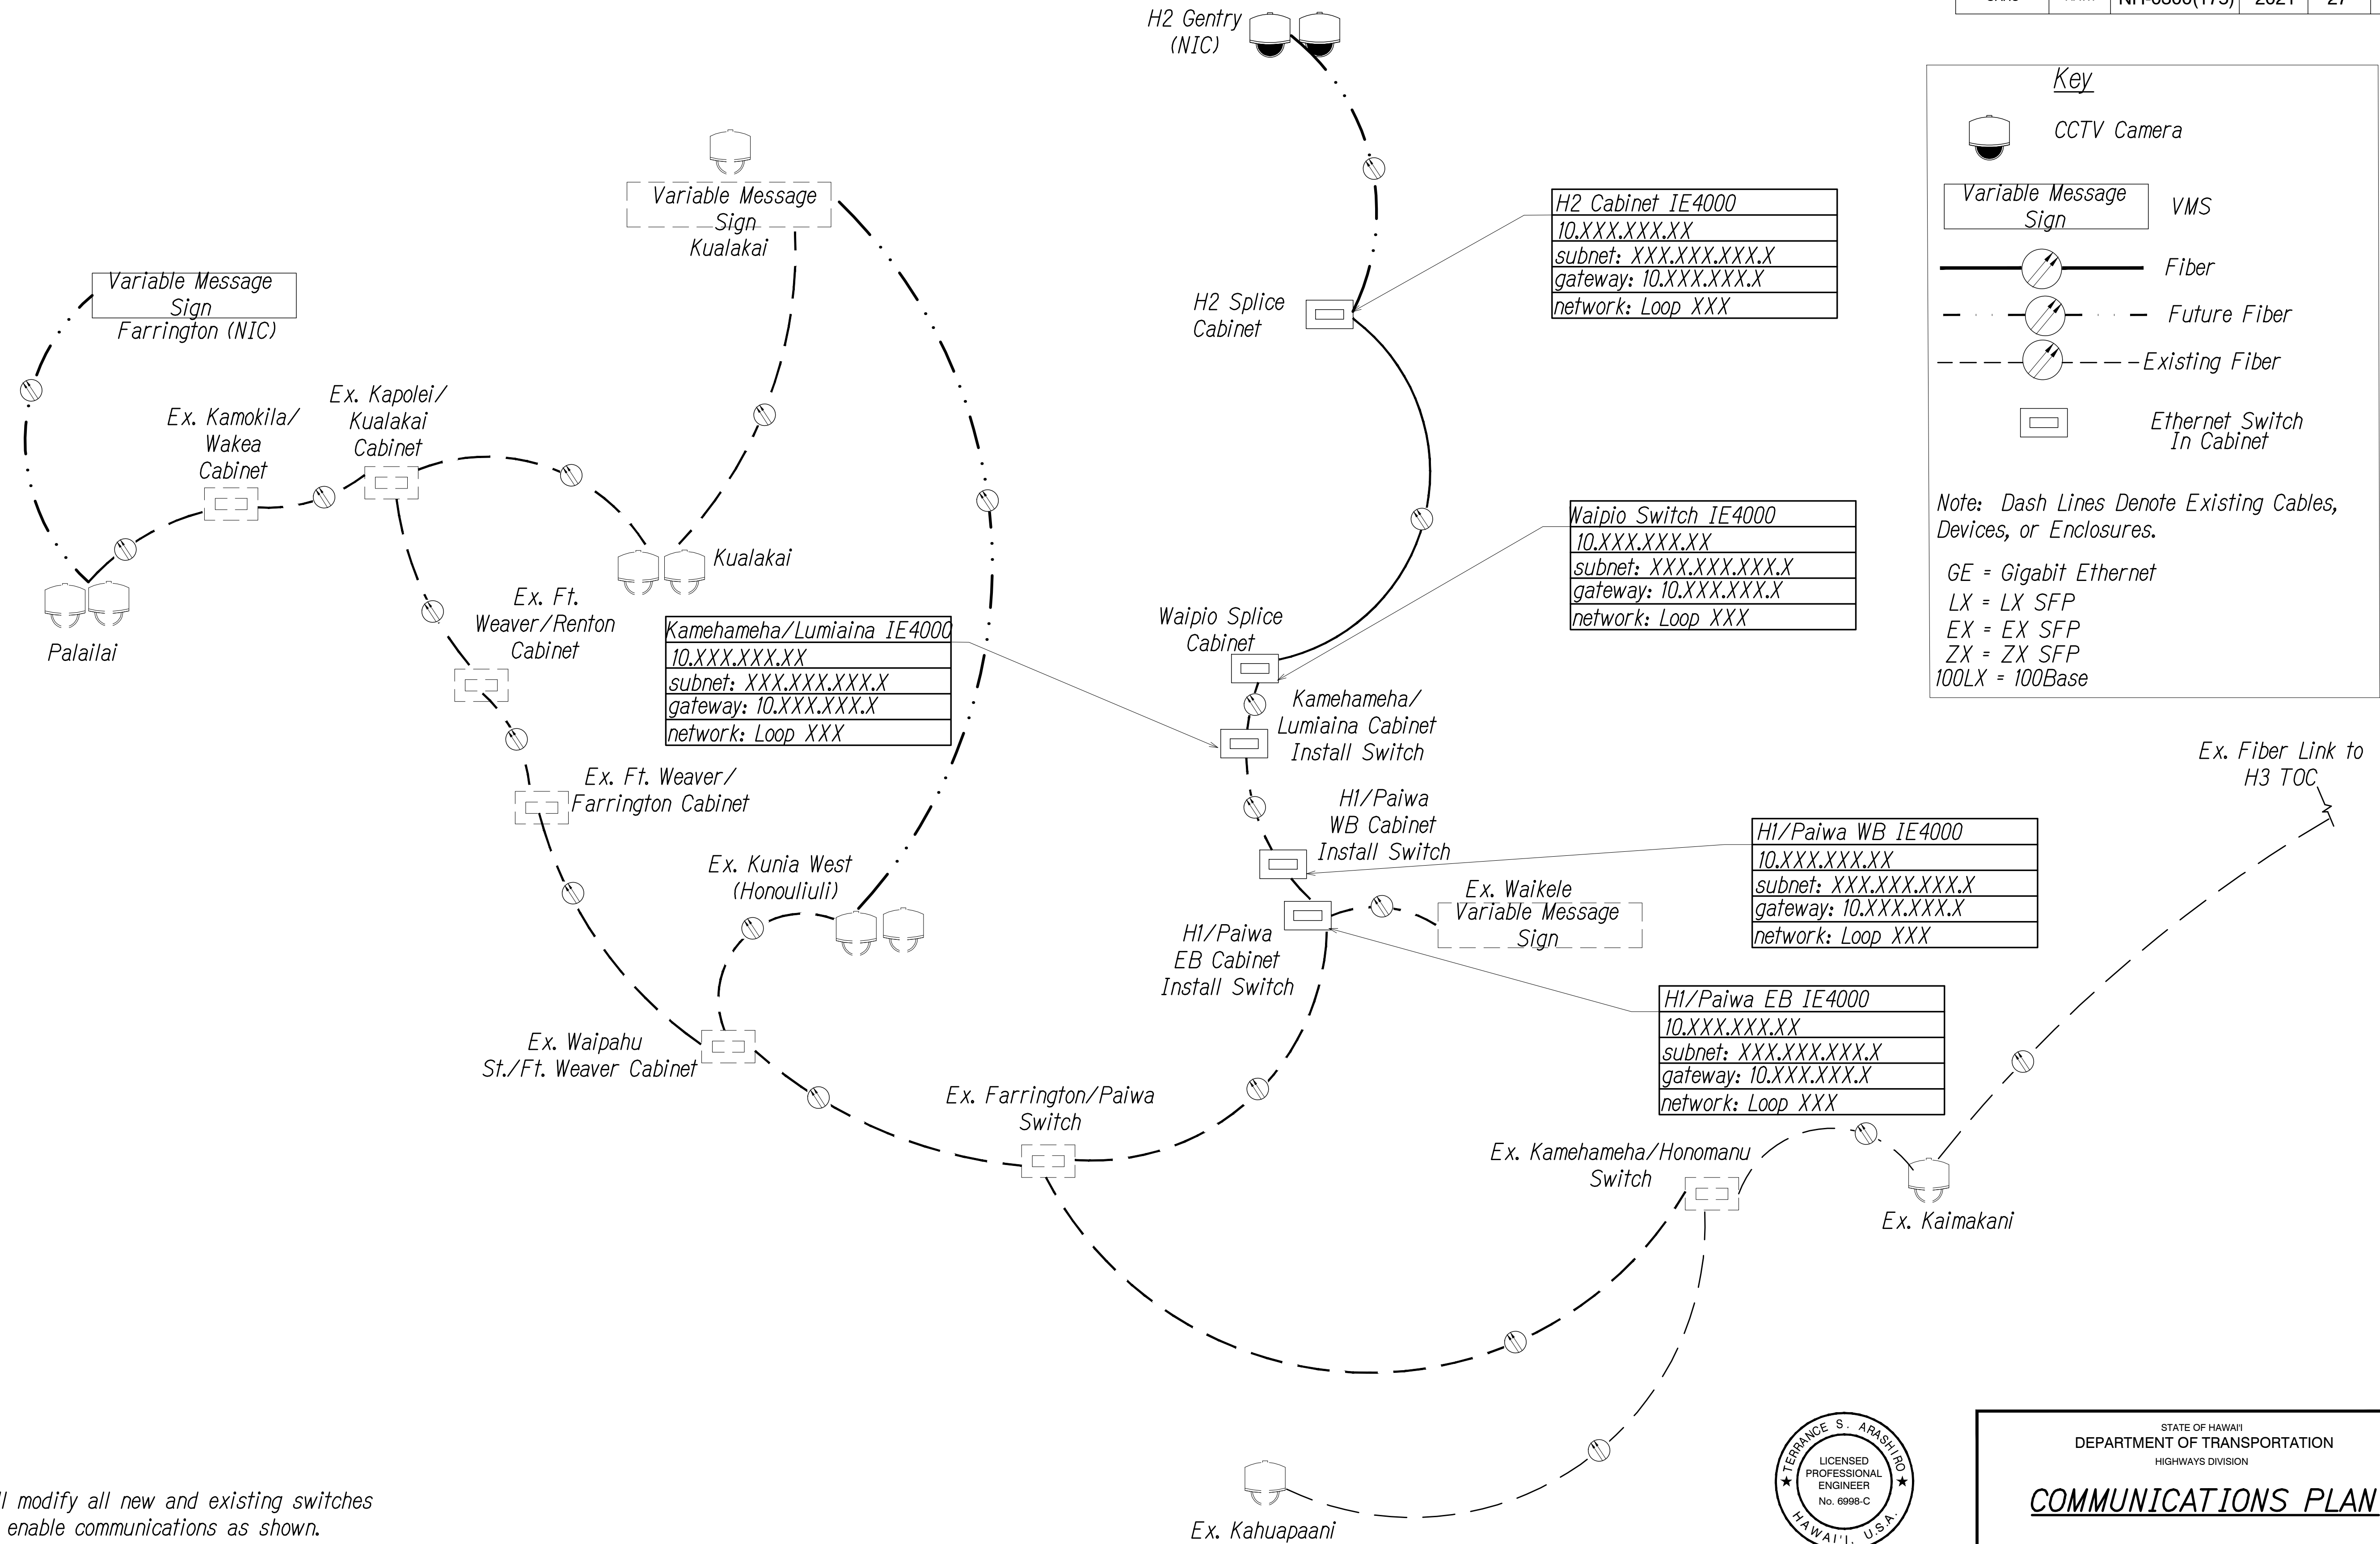 NH-0300(173) 2021 27
H2 Gentry
(NIC)
Key
CCTV Camera
Variable Message
Sign
VMS
Fiber
Future Fiber
Existing Fiber
Ethernet Switch
In Cabinet
Note: Dash Lines Denote Existing Cables,
Devices, or Enclosures.
GE = Gigabit Ethernet
LX = LX SFP
EX = EX SFP
ZX = ZX SFP
100LX = 100Base
Variable Message
Sign
Kualakai
Variable Message
Sign
Farrington (NIC)
H2 Cabinet IE4000
10.XXX.XXX.XX
subnet: XXX.XXX.XXX.X
gateway: 10.XXX.XXX.X
network: Loop XXX
H2 Splice
Cabinet
Ex. Kamokila/
Wakea
Cabinet
Ex. Kapolei/
Kualakai
Cabinet
Kualakai
Palailai
Ex. Ft.
Weaver/Renton
Cabinet
Waipio Switch IE4000
10.XXX.XXX.XX
subnet: XXX.XXX.XXX.X
gateway: 10.XXX.XXX.X
network: Loop XXX
Waipio Splice
Cabinet
Kamehameha/Lumiaina IE4000
10.XXX.XXX.XX
subnet: XXX.XXX.XXX.X
gateway: 10.XXX.XXX.X
network: Loop XXX
Kamehameha/
Lumiaina Cabinet
Install Switch
Ex. Ft. Weaver/
Farrington Cabinet
H1/Paiwa
WB Cabinet
Install Switch
Ex. Fiber Link to
H3 TOC
H1/Paiwa WB IE4000
10.XXX.XXX.XX
subnet: XXX.XXX.XXX.X
gateway: 10.XXX.XXX.X
network: Loop XXX
Ex. Kunia West
(Honouliuli)
Ex. Waikele
Variable Message
Sign
H1/Paiwa
EB Cabinet
Install Switch
H1/Paiwa EB IE4000
10.XXX.XXX.XX
subnet: XXX.XXX.XXX.X
gateway: 10.XXX.XXX.X
network: Loop XXX
Ex. Waipahu
St./Ft. Weaver Cabinet
Ex. Farrington/Paiwa
Switch
Ex. Kamehameha/Honomanu
Switch
Ex. Kaimakani
Ex. Kahuapaani
modify all new and existing switches
enable communications as shown.
TERRANCE S. ARASHIRO
LICENSED
PROFESSIONAL
ENGINEER
No. 6998-C
HAWAI'I, U.S.A.
STATE OF HAWAI'I
DEPARTMENT OF TRANSPORTATION
HIGHWAYS DIVISION
COMMUNICATIONS PLAN